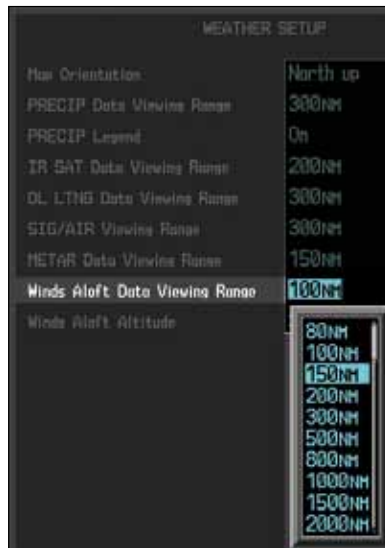 WEATHER SETUP
Map Orientation North up
PRECIP Data Viewing Range 300NM
PRECIP Legend On
IR SAT Data Viewing Range 200NM
DL LTNG Data Viewing Range 300NM
SIG/AIR Viewing Range 300NM
METAR Data Viewing Range 150NM
Winds Aloft Data Viewing Range 100NM
Winds Aloft Altitude
80NM
100NM
150NM
200NM
300NM
500NM
800NM
1000NM
1500NM
2000NM